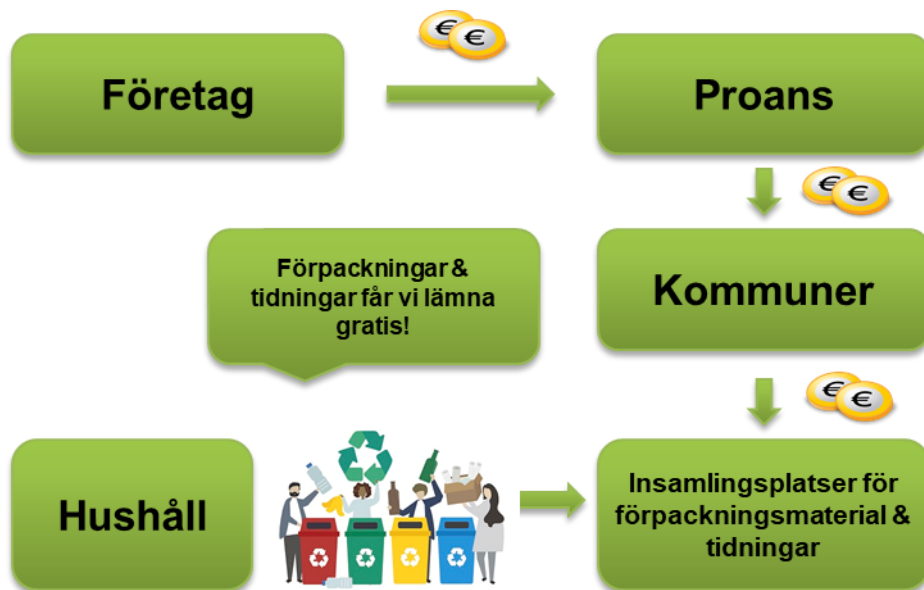 Företag
Proans
Förpackningar &
tidningar får vi lämna
gratis!
Kommuner
Hushåll
Insamlingsplatser för
förpackningsmaterial &
tidningar